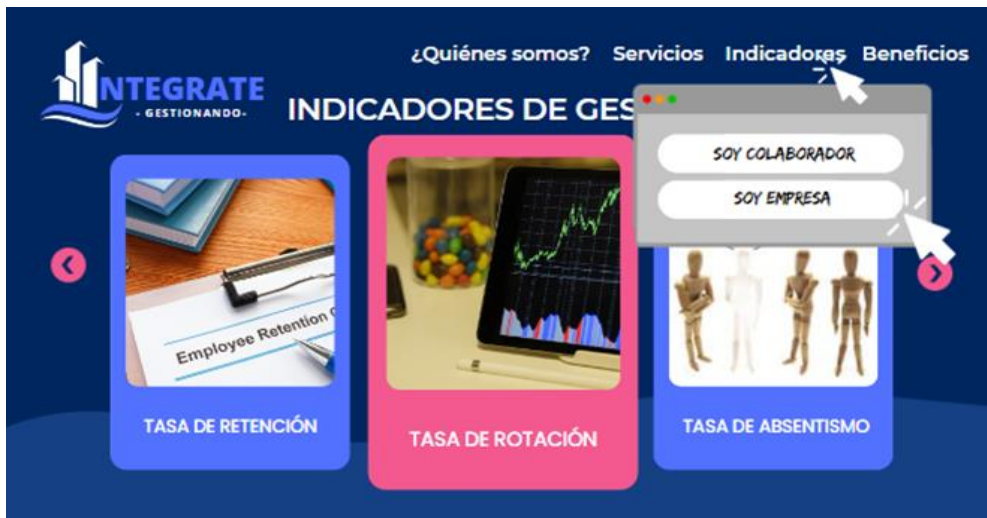 ¿Quiénes somos? Servicios Indicadores Beneficios
NTEGRATE
- GESTIONANDO-
INDICADORES DE GES
SOY COLABORADOR
SOY EMPRESA
Employee Retention
TASA DE RETENCIÓN
TASA DE ROTACIÓN
TASA DE ABSENTISMO